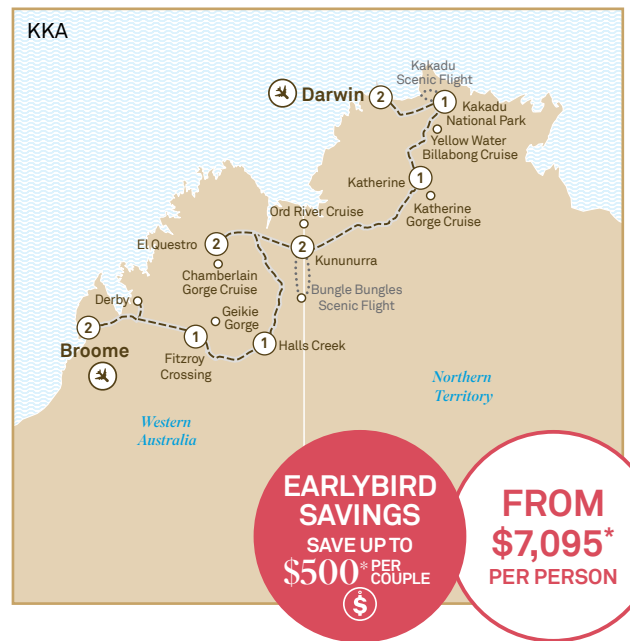 KKA
Kakadu
Scenic Flight
Darwin
2
1
Kakadu
National Park
Yellow Water
Billabong Cruise
Katherine
1
Katherine
Gorge Cruise
Ord River Cruise
El Questro
2
2
Kununurra
Chamberlain
Gorge Cruise
Bungle Bungles
Scenic Flight
Derby
Geikie
Gorge
2
Broome
1
Fitzroy
Crossing
1
Halls Creek
Northern
Territory
Western
Australia
EARLYBIRD
SAVINGS
SAVE UP TO
$500* PER
COUPLE
$
FROM
$7,095*
PER PERSON